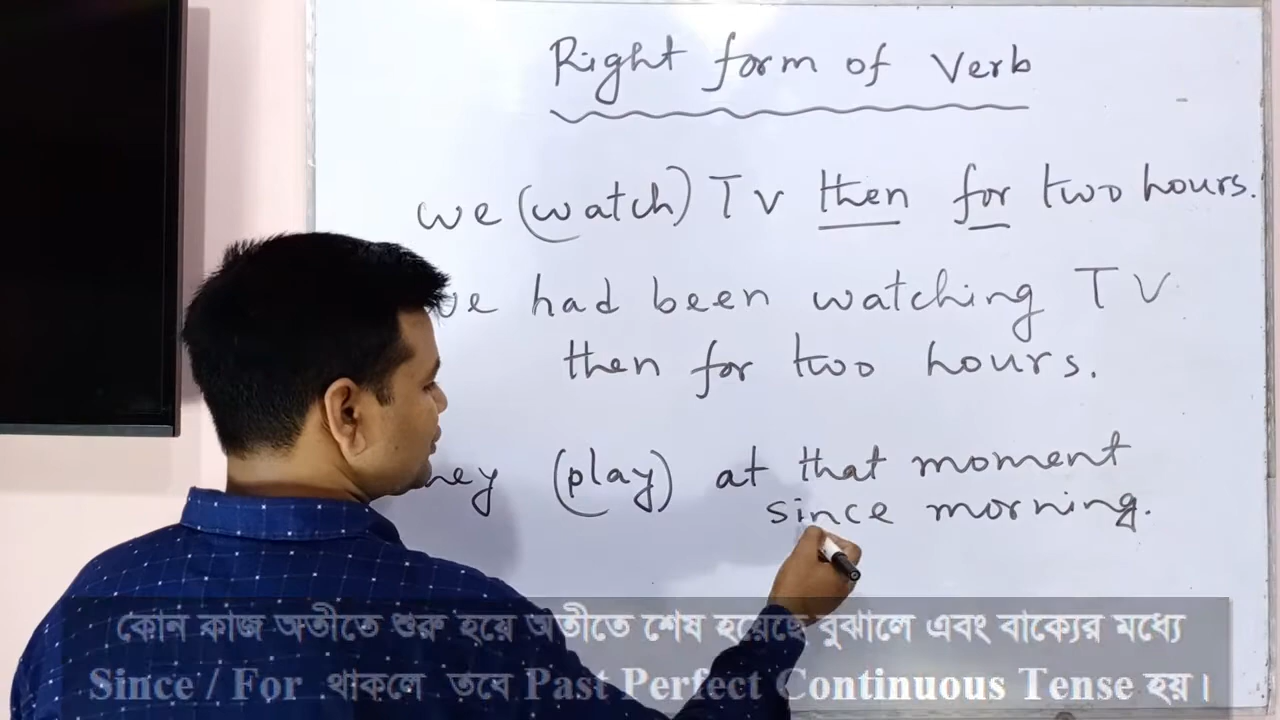 Right form of Verb
we (watch) TV then for two hours.
had been watching TV
then for two hours.
(play) at that moment
since morning.
কোন কাজ অতীতে শুরু হয়ে অতীতে শেষ হয়েছে বুঝালে এবং বাক্যের মধ্যে
Since / For থাকলে তবে Past Perfect Continuous Tense হয়।